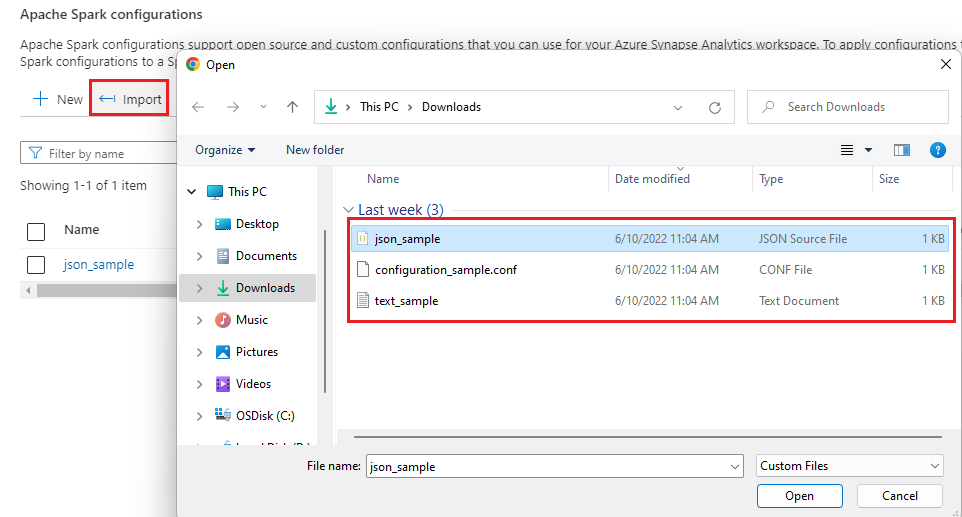 Apache Spark configurations
Apache Spark configurations support open source and custom configurations that you can use for your Azure Synapse Analytics workspace. To apply configurations
Spark configurations to a
Open
New
Import
This PC
Downloads
Search Downloads
Organize
New folder
Filter by name
Showing 1-1 of 1 item
Name
json_sample
This PC
Desktop
Documents
Downloads
Music
Pictures
Videos
OSDisk (C:)
Name Date modified Type Size
Last week (3)
json_sample 6/10/2022 11:04 AM JSON Source File 1 KB
configuration_sample.conf 6/10/2022 11:04 AM CONF File 1 KB
text_sample 6/10/2022 11:04 AM Text Document 1 KB
File name: json_sample Custom Files
Open Cancel